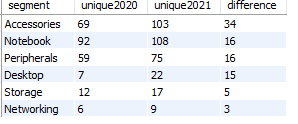 segment unique2020 unique2021 difference
Accessories 69 103 34
Notebook 92 108 16
Peripherals 59 75 16
Desktop 7 22 15
Storage 12 17 5
Networking 6 9 3